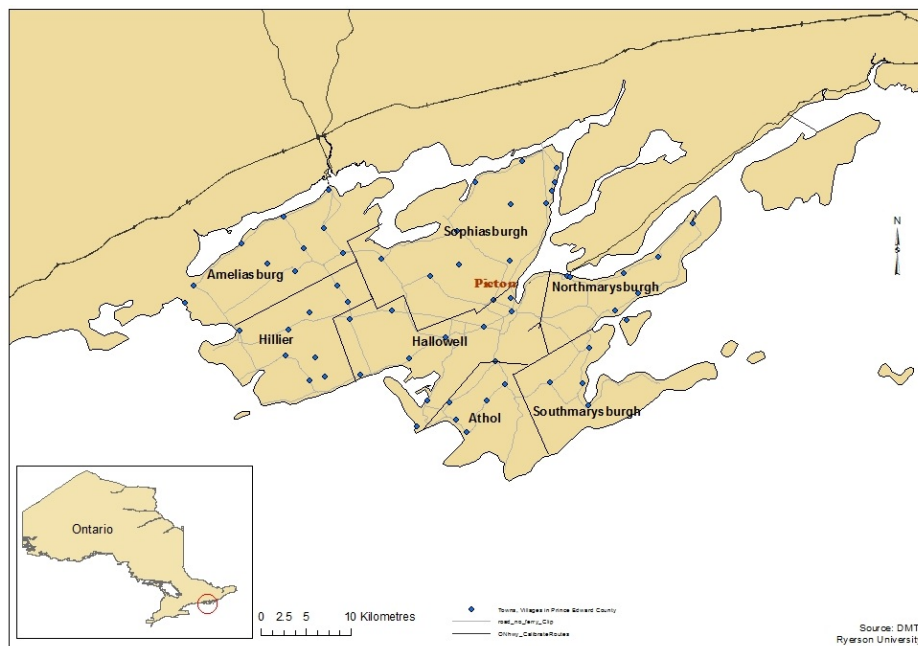 N
Sophiasburgh
Ameliasburg
Picton
Northmarysburgh
Hillier
Hallowell
Athol
Southmarysburgh
Ontario
0 2.5 5 10 Kilometres
Towns, Villages in Prince Edward County
road_no_ferry_Clip
ONhwy_CalibrateRoutes
Source: DMT
Ryerson University